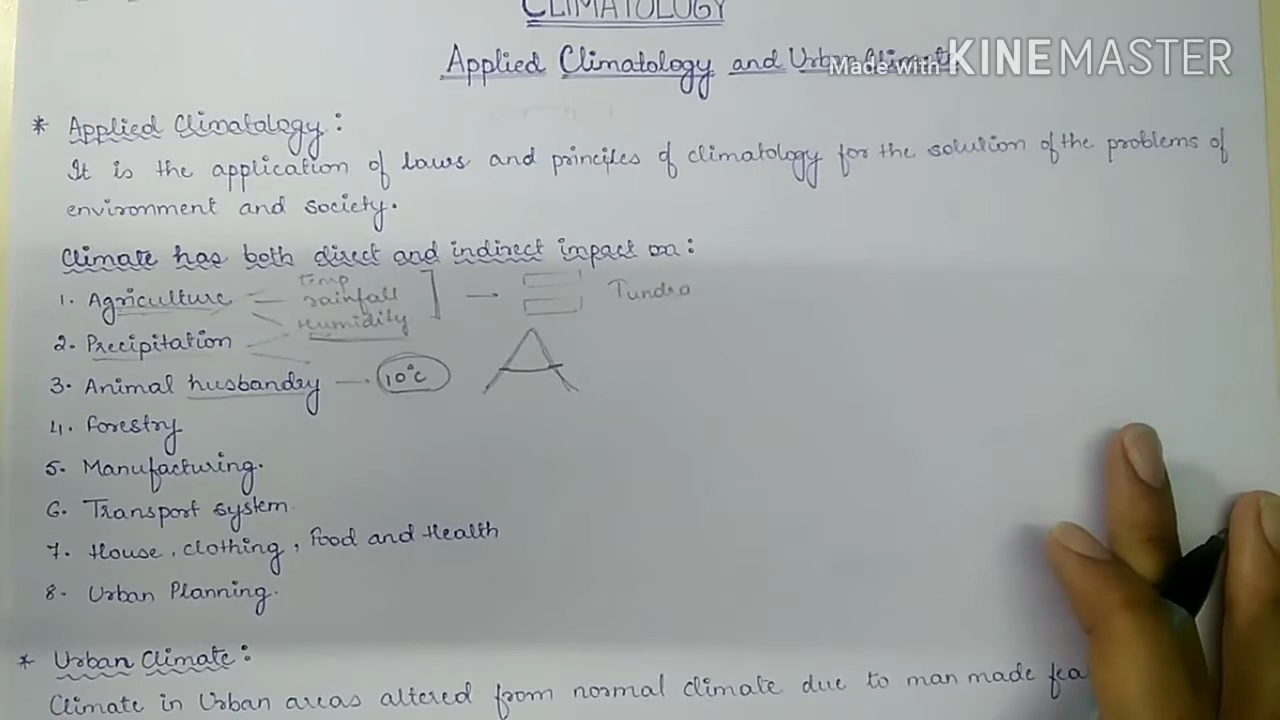 CLIMATOLOGY
Applied Climatology and Urban Climate
Made with KINEMASTER
* Applied Climatology :
It is the application of laws and principles of climatology for the solution of the problems of
environment and society.
Climate has both direct and indirect impact on :
temp
1. Agriculture rainfall Tundra
Humidity
2. Precipitation
3. Animal husbandry 10°c A
4. Forestry
5. Manufacturing.
6. Transport system.
7. House, clothing, Food and Health
8. Urban Planning.
* Urban Climate :
Climate in Urban areas altered from normal climate due to man made fea